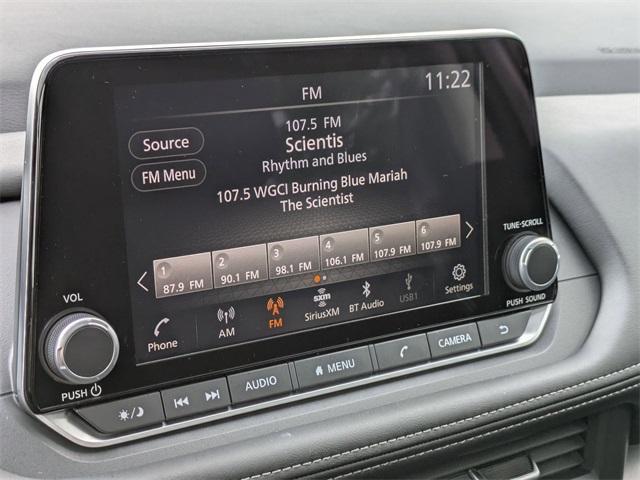 FM
11:22
107.5 FM
Scientis
Rhythm and Blues
107.5 WGCI Burning Blue Mariah
The Scientist
Source
FM Menu
1 2 3 4 5 6
87.9 FM 90.1 FM 98.1 FM 106.1 FM 107.9 FM 107.9 FM
Phone
AM
FM
sxm
SiriusXM
BT Audio
USB1
Settings
VOL
PUSH
TUNE-SCROLL
PUSH SOUND
AUDIO
MENU
CAMERA